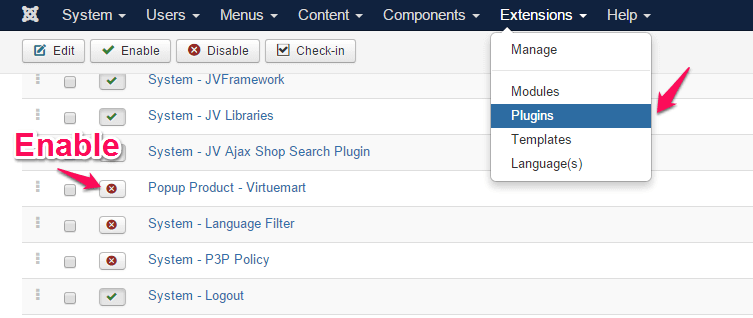 System Users Menus Content Components Extensions Help
Edit Enable Disable Check-in
Manage
Modules
Plugins
Templates
Language(s)
System - JVFramework
System - JV Libraries
Enable
System - JV Ajax Shop Search Plugin
Popup Product - Virtuemart
System - Language Filter
System - P3P Policy
System - Logout